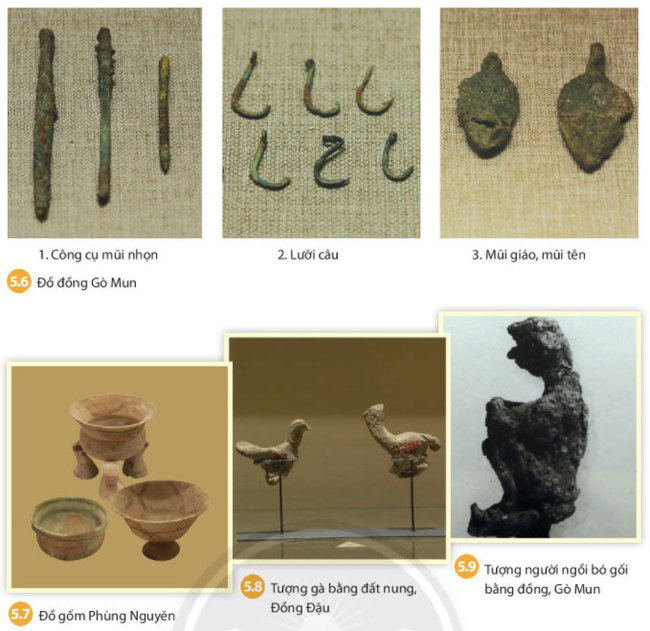 1. Công cụ mũi nhọn
2. Lưỡi câu
3. Mũi giáo, mũi tên
5.6 Đồ đồng Gò Mun
5.7 Đồ gốm Phùng Nguyên
5.8 Tượng gà bằng đất nung,
Đồng Đậu
5.9 Tượng người ngồi bó gối
bằng đồng, Gò Mun